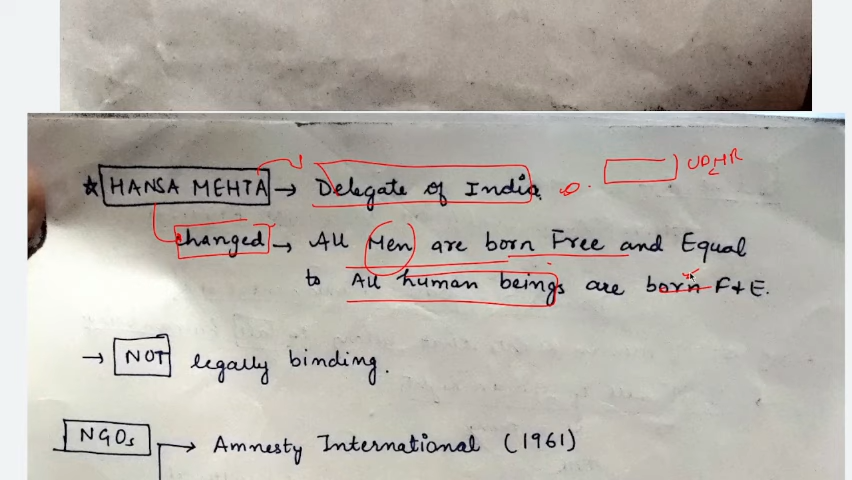 ☆ HANSA MEHTA → Delegate of India. UDHR
changed → All Men are born Free and Equal
to All human beings are born F & E.
→ NOT legally binding.
NGOs → Amnesty International (1961)